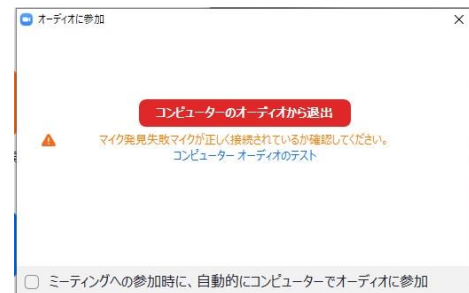 オーディオに参加
コンピューターのオーディオから退出
マイク発見失敗マイクが正しく接続されているか確認してください。
コンピューター オーディオのテスト
ミーティングへの参加時に、自動的にコンピューターでオーディオに参加